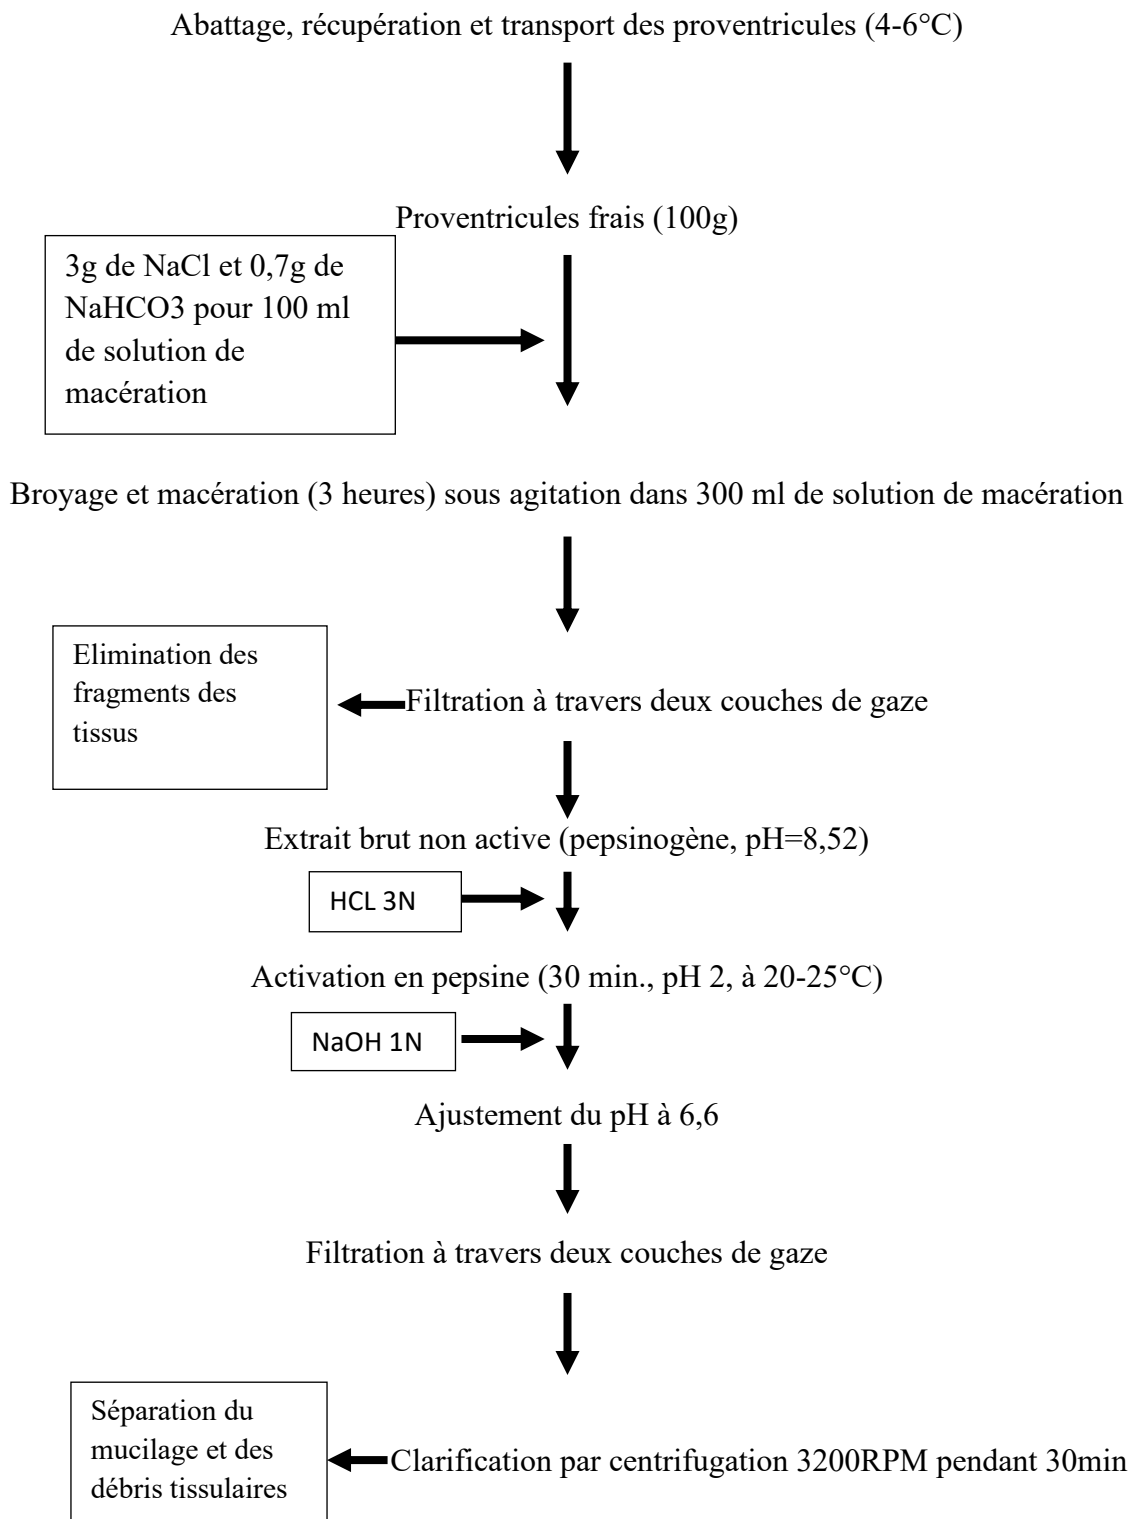 Abattage, récupération et transport des proventricules (4-6°C)
Proventricules frais (100g)
3g de NaCl et 0,7g de
NaHCO3 pour 100 ml
de solution de
macération
Broyage et macération (3 heures) sous agitation dans 300 ml de solution de macération
Elimination des
fragments des
tissus
Filtration à travers deux couches de gaze
Extrait brut non active (pepsinogène, pH=8,52)
HCL 3N
Activation en pepsine (30 min., pH 2, à 20-25°C)
NaOH 1N
Ajustement du pH à 6,6
Filtration à travers deux couches de gaze
Séparation du
mucilage et des
débris tissulaires
Clarification par centrifugation 3200RPM pendant 30min